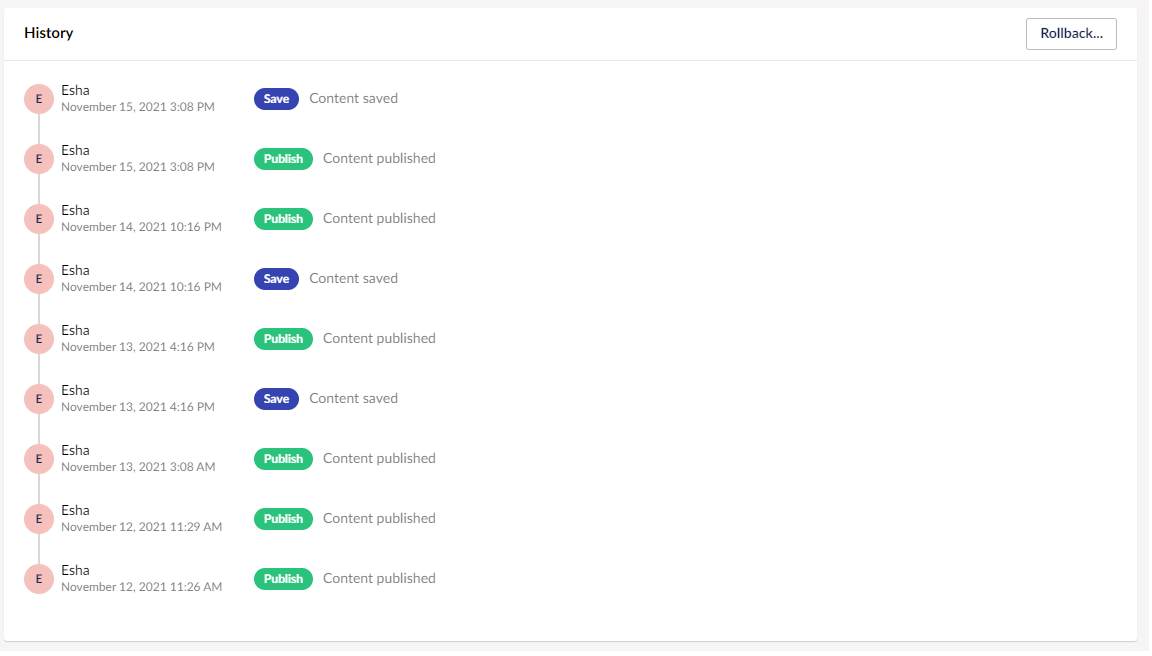 History
Rollback...
E
Esha
November 15, 2021 3:08 PM
Save
Content saved
E
Esha
November 15, 2021 3:08 PM
Publish
Content published
E
Esha
November 14, 2021 10:16 PM
Publish
Content published
E
Esha
November 14, 2021 10:16 PM
Save
Content saved
E
Esha
November 13, 2021 4:16 PM
Publish
Content published
E
Esha
November 13, 2021 4:16 PM
Save
Content saved
E
Esha
November 13, 2021 3:08 AM
Publish
Content published
E
Esha
November 12, 2021 11:29 AM
Publish
Content published
E
Esha
November 12, 2021 11:26 AM
Publish
Content published